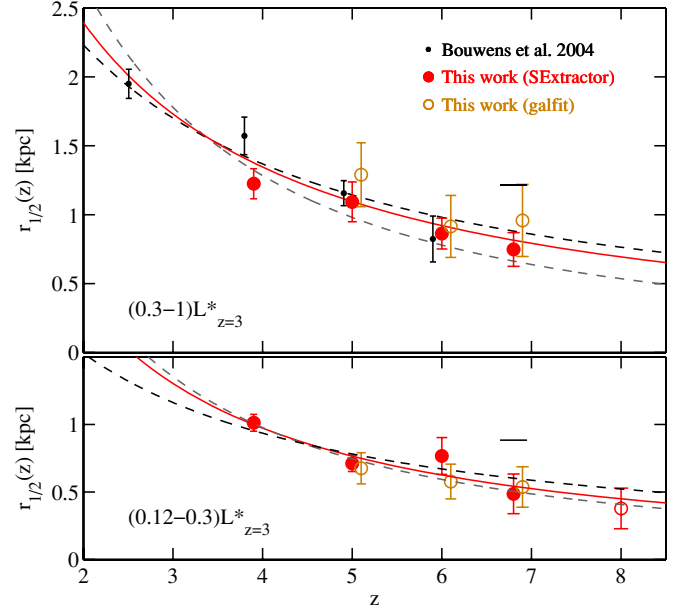 2.5
2
1.5
1
0.5
0
r1/2(z) [kpc]
Bouwens et al. 2004
This work (SExtractor)
This work (galfit)
(0.3−1)L*z=3
1
0.5
0
r1/2(z) [kpc]
(0.12−0.3)L*z=3
2 3 4 5 6 7 8
z